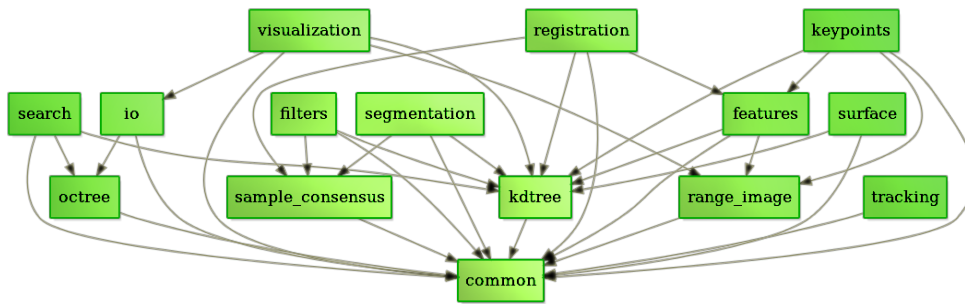 visualization
registration
keypoints
search
io
filters
segmentation
features
surface
octree
sample_consensus
kdtree
range_image
tracking
common